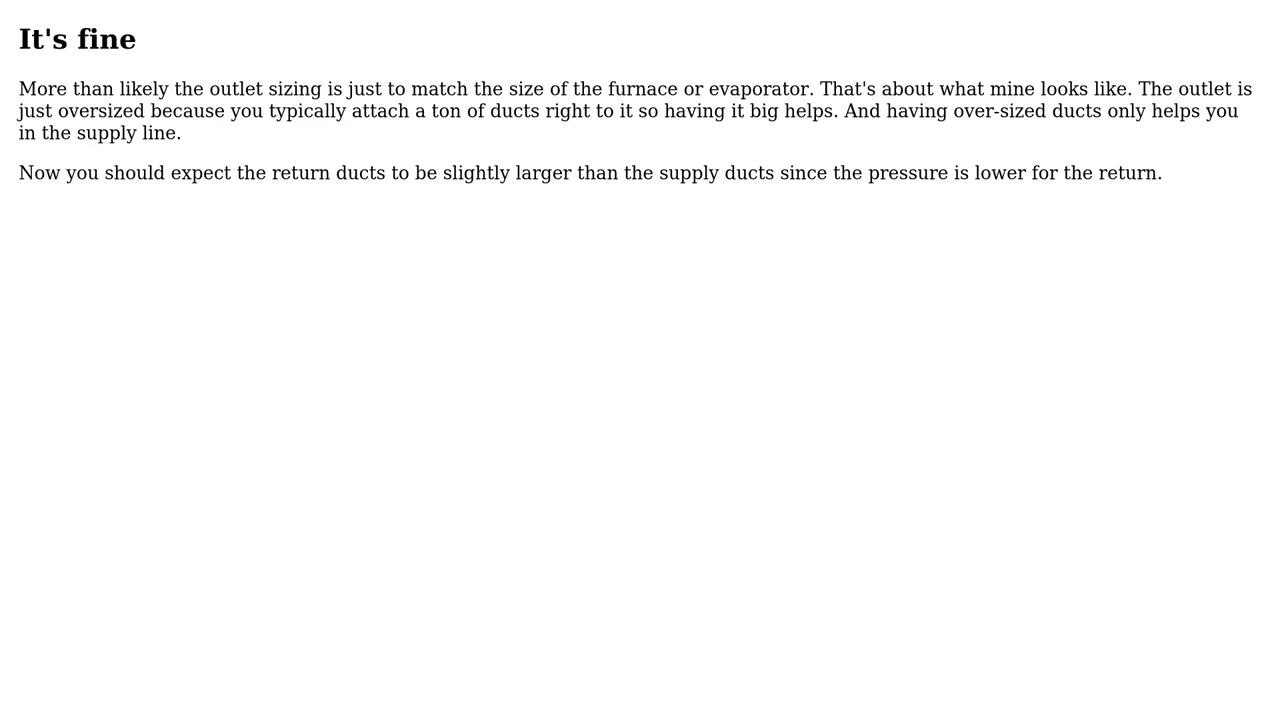 It's fine
More than likely the outlet sizing is just to match the size of the furnace or evaporator. That's about what mine looks like. The outlet is
just oversized because you typically attach a ton of ducts right to it so having it big helps. And having over-sized ducts only helps you
in the supply line.
Now you should expect the return ducts to be slightly larger than the supply ducts since the pressure is lower for the return.